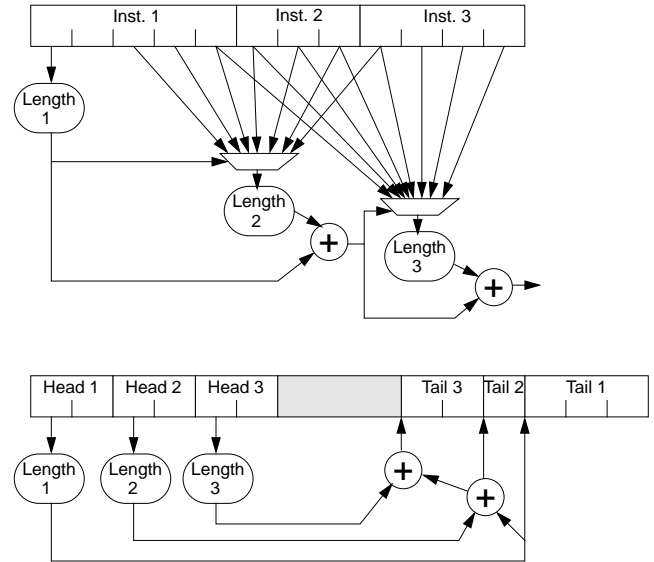 Inst. 1 Inst. 2 Inst. 3
Length
1
Length
2
+
Length
3
+
Head 1 Head 2 Head 3 Tail 3 Tail 2 Tail 1
Length Length Length
1 2 3
+
+